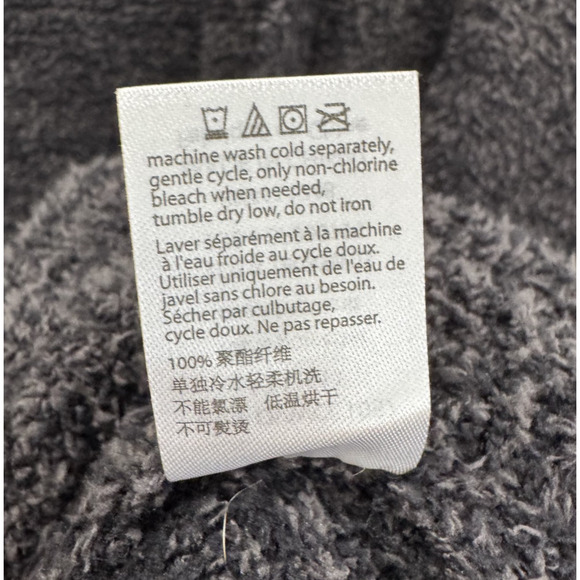 machine wash cold separately,
gentle cycle, only non-chlorine
bleach when needed,
tumble dry low, do not iron
Laver séparément à la machine
à l'eau froide au cycle doux.
Utiliser uniquement de l'eau de
javel sans chlore au besoin.
Sécher par culbutage,
cycle doux. Ne pas repasser.
100% 聚酯纤维
单独冷水轻柔机洗
不能氯漂 低温烘干
不可熨烫